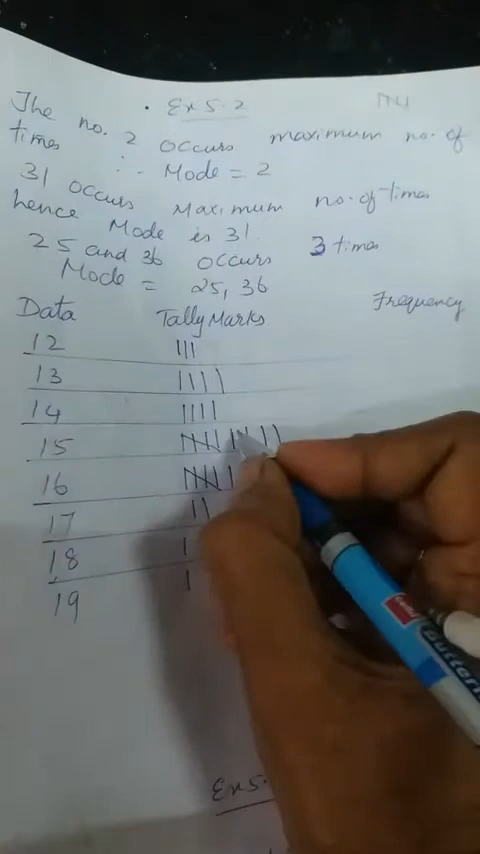 • Ex 5.2
The no. 2 occurs maximum no. of
times ∴ Mode = 2
31 occurs Maximum no. of times
hence Mode is 31.
25 and 36 occurs 3 times
Mode = 25, 36
Data Tally Marks Frequency
12 |||
13 ||||
14 ||||
15
16
17 ||
18 |
19 |
Ex 5.